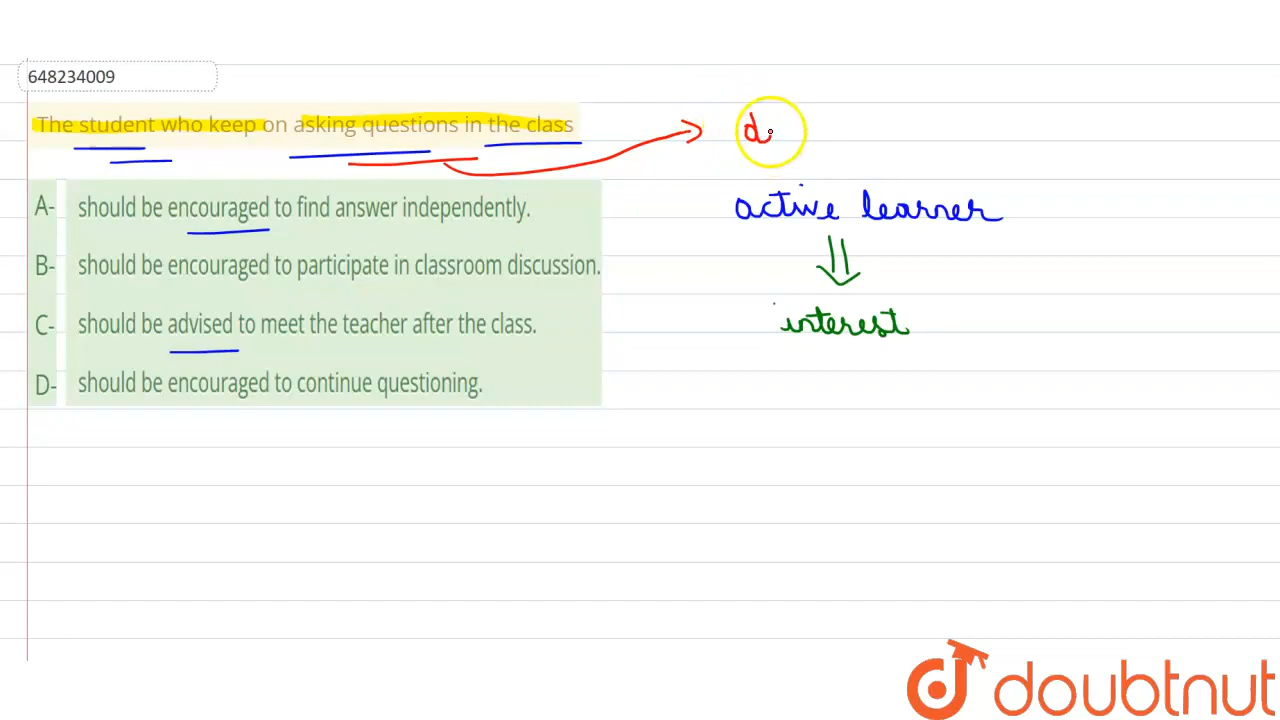 648234009
The student who keep on asking questions in the class
d
A- should be encouraged to find answer independently.
active learner
B- should be encouraged to participate in classroom discussion.
C- should be advised to meet the teacher after the class.
interest
D- should be encouraged to continue questioning.
doubtnut